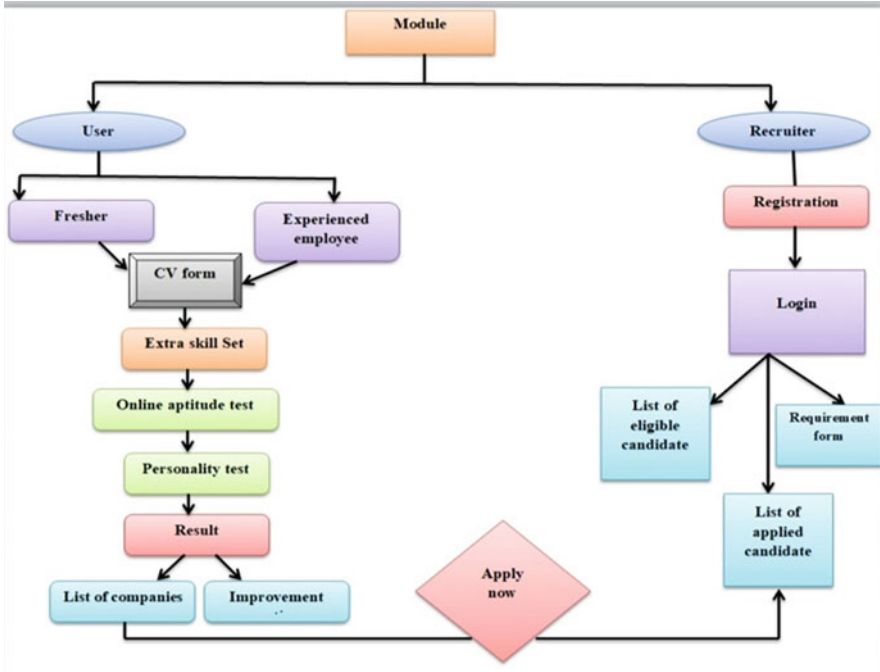 Module
User
Recruiter
Fresher
Experienced
employee
Registration
CV form
Login
Extra skill Set
Online aptitude test
List of
eligible
candidate
Requirement
form
Personality test
Result
List of
applied
candidate
Apply
now
List of companies
Improvement